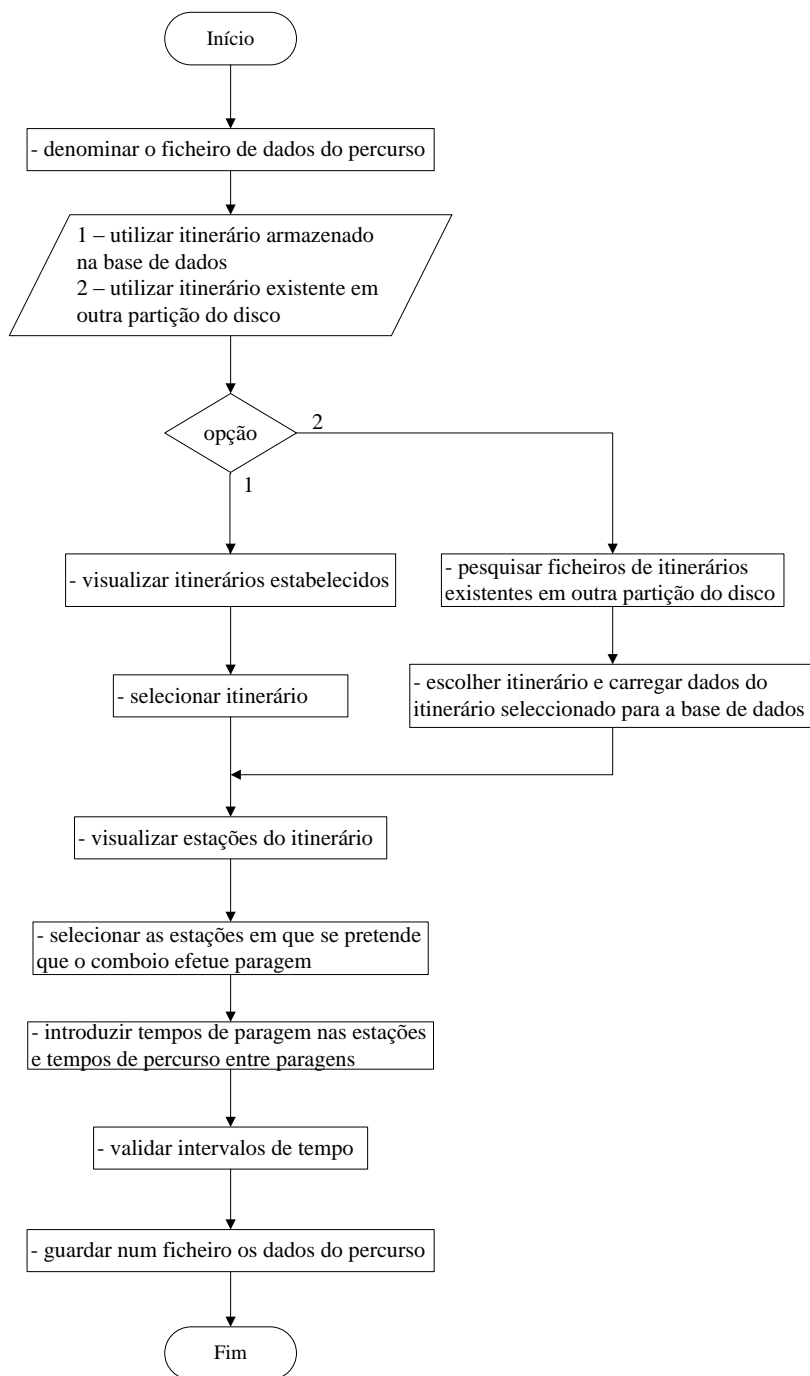 Início
- denominar o ficheiro de dados do percurso
1 – utilizar itinerário armazenado
na base de dados
2 – utilizar itinerário existente em
outra partição do disco
opção
2
1
- visualizar itinerários estabelecidos
- pesquisar ficheiros de itinerários
existentes em outra partição do disco
- selecionar itinerário
- escolher itinerário e carregar dados do
itinerário seleccionado para a base de dados
- visualizar estações do itinerário
- selecionar as estações em que se pretende
que o comboio efetue paragem
- introduzir tempos de paragem nas estações
e tempos de percurso entre paragens
- validar intervalos de tempo
- guardar num ficheiro os dados do percurso
Fim